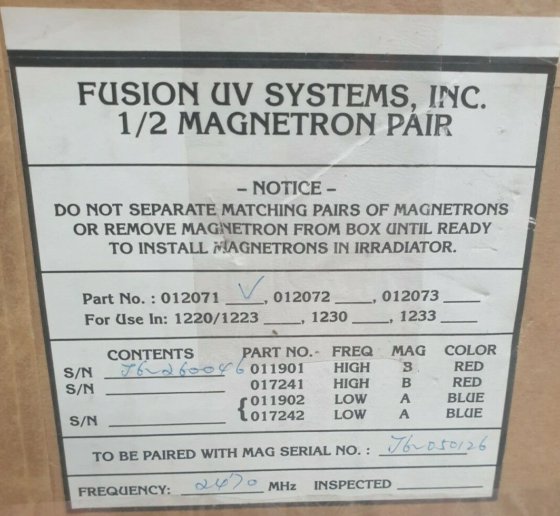 FUSION UV SYSTEMS, INC.
1/2 MAGNETRON PAIR
– NOTICE –
DO NOT SEPARATE MATCHING PAIRS OF MAGNETRONS
OR REMOVE MAGNETRON FROM BOX UNTIL READY
TO INSTALL MAGNETRONS IN IRRADIATOR.
Part No. : 012071 √, 012072 ____, 012073 ____
For Use In: 1220/1223 ____, 1230 ____, 1233 ____
CONTENTS PART NO. FREQ MAG COLOR
S/N J6-260046 011901 HIGH B RED
S/N ____ 017241 HIGH B RED
{ 011902 LOW A BLUE
S/N ____ 017242 LOW A BLUE
TO BE PAIRED WITH MAG SERIAL NO. : J6-050126
FREQUENCY: 2470 MHz INSPECTED ____